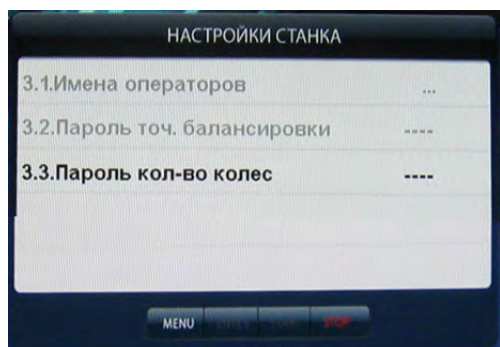 НАСТРОЙКИ СТАНКА
3.1.Имена операторов ...
3.2.Пароль точ. балансировки ----
3.3.Пароль кол-во колес ----
MENU STOP